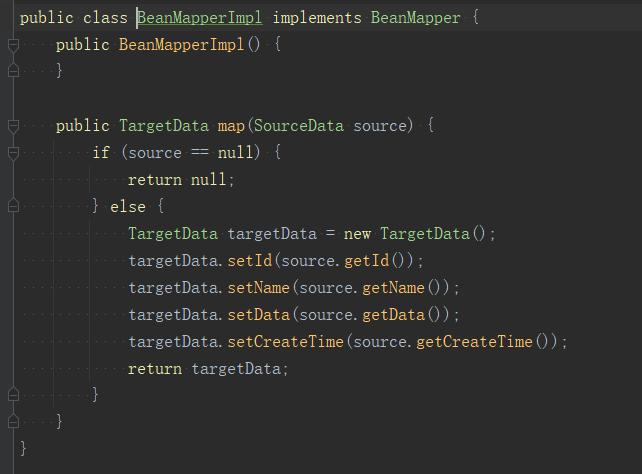 public class BeanMapperImpl implements BeanMapper {
    public BeanMapperImpl() {
    }

    public TargetData map(SourceData source) {
        if (source == null) {
            return null;
        } else {
            TargetData targetData = new TargetData();
            targetData.setId(source.getId());
            targetData.setName(source.getName());
            targetData.setData(source.getData());
            targetData.setCreateTime(source.getCreateTime());
            return targetData;
        }
    }
}